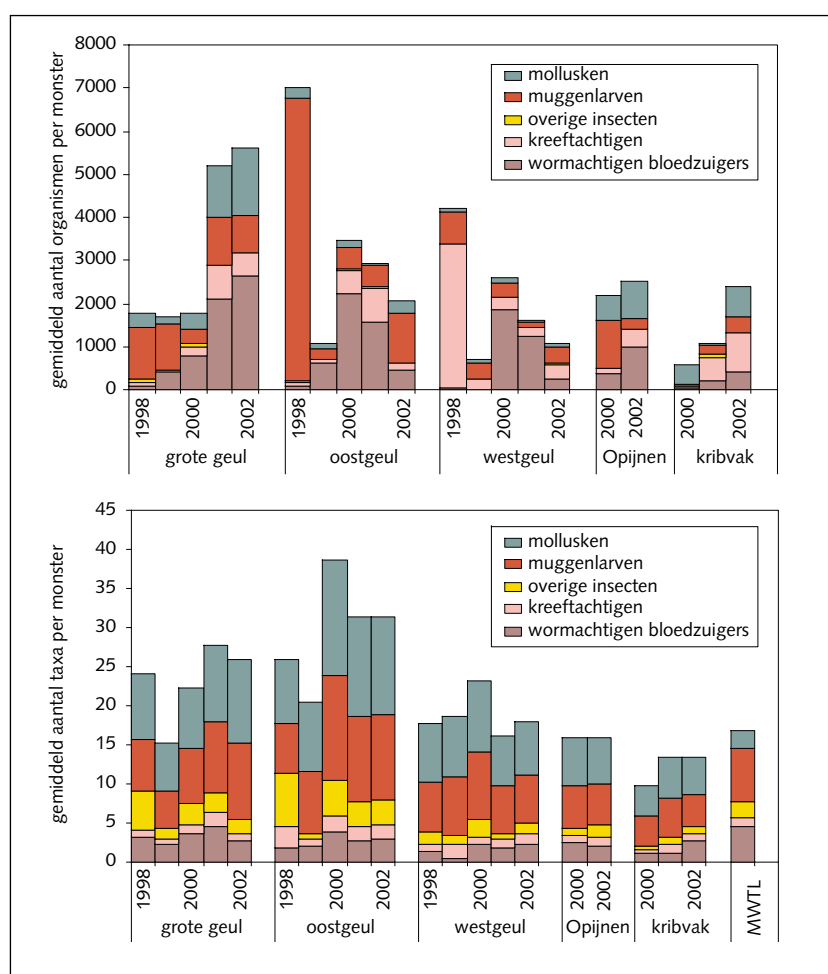 gemiddeld aantal organismen per monster
8000
7000
6000
5000
4000
3000
2000
1000
0
mollusken
muggenlarven
overige insecten
kreeftachtigen
wormachtigen bloedzuigers
1998
2000
2002
1998
2000
2002
1998
2000
2002
2000
2002
2000
2002
grote geul
oostgeul
westgeul
Opijnen
kribvak
gemiddeld aantal taxa per monster
45
40
35
30
25
20
15
10
5
0
mollusken
muggenlarven
overige insecten
kreeftachtigen
wormachtigen bloedzuigers
1998
2000
2002
1998
2000
2002
1998
2000
2002
2000
2002
2000
2002
MWTL
grote geul
oostgeul
westgeul
Opijnen
kribvak